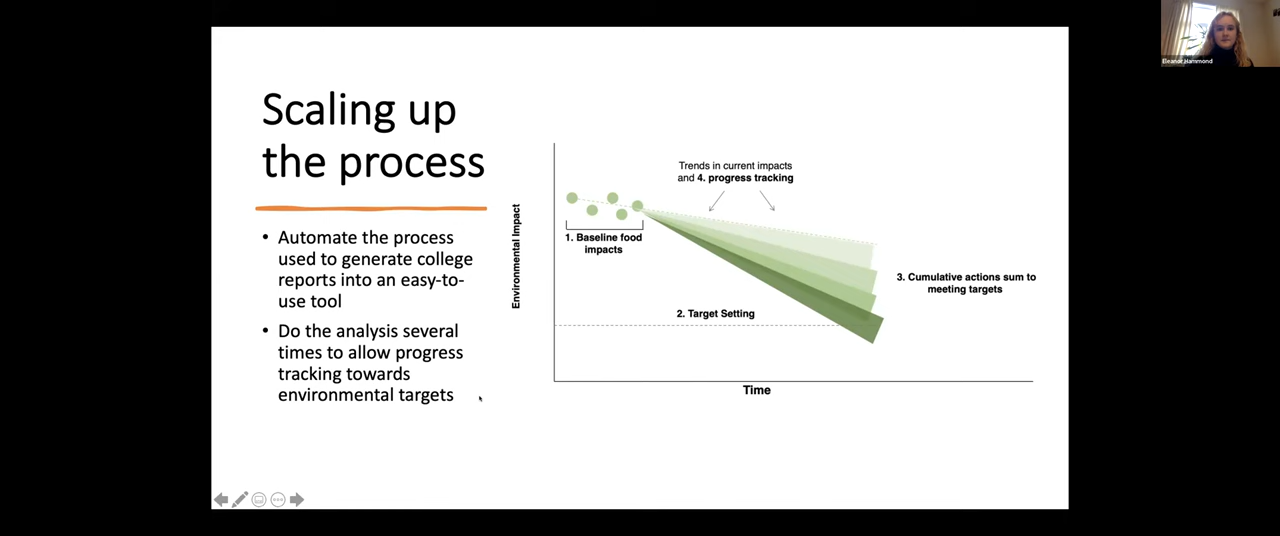 Scaling up
the process
• Automate the process
used to generate college
reports into an easy-to-
use tool
• Do the analysis several
times to allow progress
tracking towards
environmental targets
Environmental Impact
Trends in current impacts
and 4. progress tracking
1. Baseline food
impacts
2. Target Setting
3. Cumulative actions sum to
meeting targets
Time
Eleanor Hammond